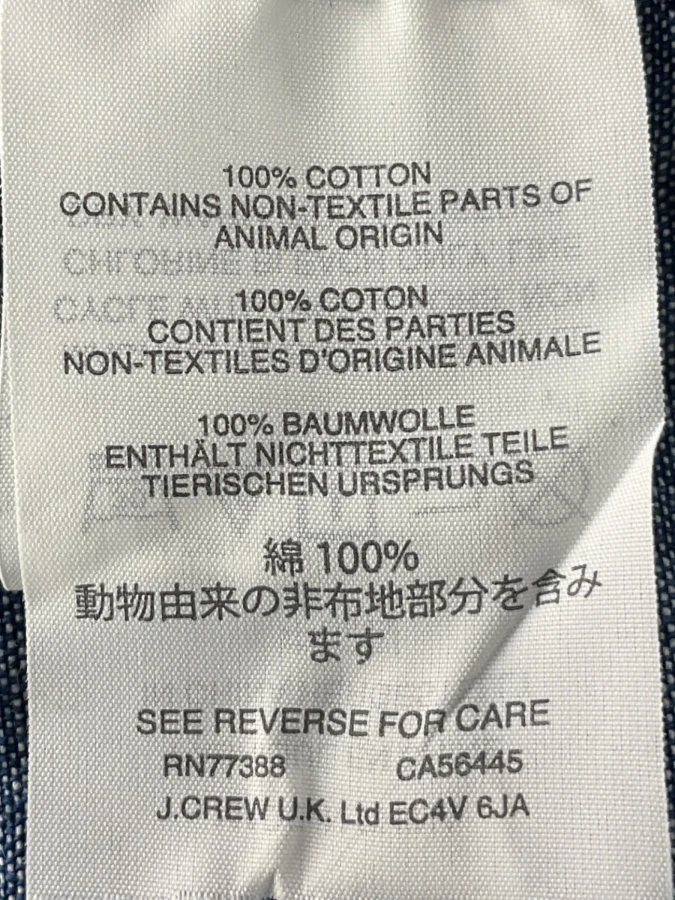 100% COTTON
CONTAINS NON-TEXTILE PARTS OF
ANIMAL ORIGIN
100% COTON
CONTIENT DES PARTIES
NON-TEXTILES D'ORIGINE ANIMALE
100% BAUMWOLLE
ENTHÄLT NICHTTEXTILE TEILE
TIERISCHEN URSPRUNGS
綿 100%
動物由来の非布地部分を含み
ます
SEE REVERSE FOR CARE
RN77388 CA56445
J.CREW U.K. Ltd EC4V 6JA